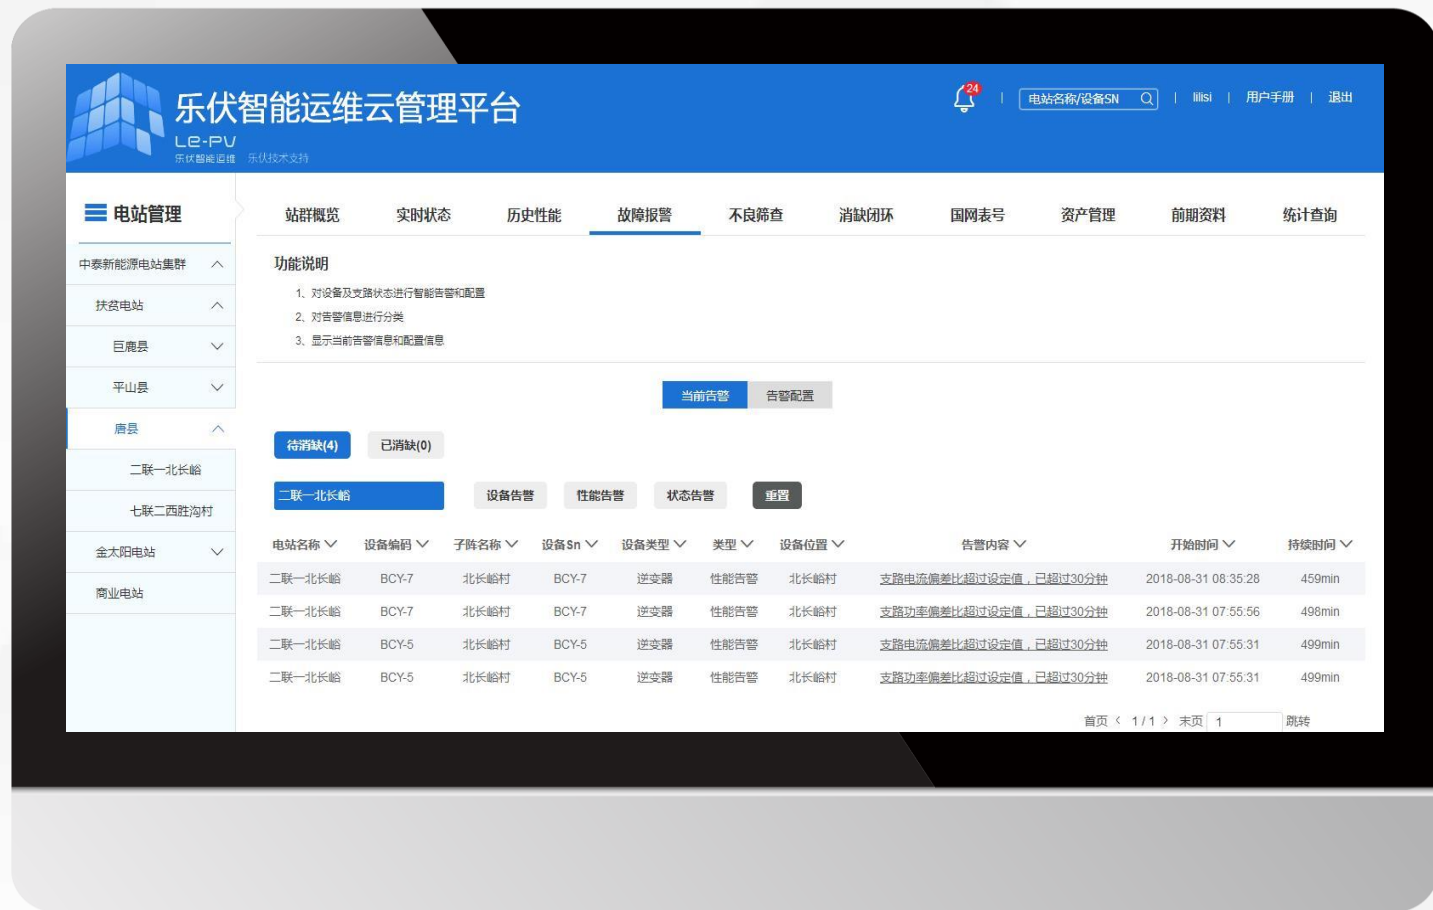 乐伏智能运维云管理平台
Le-PV
乐伏智能运维 乐伏技术支持
24
电站名称/设备SN
lilisi
用户手册
退出
电站管理
站群概览 实时状态 历史性能 故障报警 不良筛查 消缺闭环 国网表号 资产管理 前期资料 统计查询
中泰新能源电站集群
扶贫电站
巨鹿县
平山县
唐县
二联一北长峪
七联二西胜沟村
金太阳电站
商业电站
功能说明
1、对设备及支路状态进行智能告警和配置
2、对告警信息进行分类
3、显示当前告警信息和配置信息
当前告警 告警配置
待消缺(4) 已消缺(0)
二联一北长峪 设备告警 性能告警 状态告警 重置
电站名称 设备编码 子阵名称 设备Sn 设备类型 类型 设备位置 告警内容 开始时间 持续时间
二联一北长峪 BCY-7 北长峪村 BCY-7 逆变器 性能告警 北长峪村 支路电流偏差比超过设定值，已超过30分钟 2018-08-31 08:35:28 459min
二联一北长峪 BCY-7 北长峪村 BCY-7 逆变器 性能告警 北长峪村 支路功率偏差比超过设定值，已超过30分钟 2018-08-31 07:55:56 498min
二联一北长峪 BCY-5 北长峪村 BCY-5 逆变器 性能告警 北长峪村 支路电流偏差比超过设定值，已超过30分钟 2018-08-31 07:55:31 499min
二联一北长峪 BCY-5 北长峪村 BCY-5 逆变器 性能告警 北长峪村 支路功率偏差比超过设定值，已超过30分钟 2018-08-31 07:55:31 499min
首页 1 / 1 末页 1 跳转